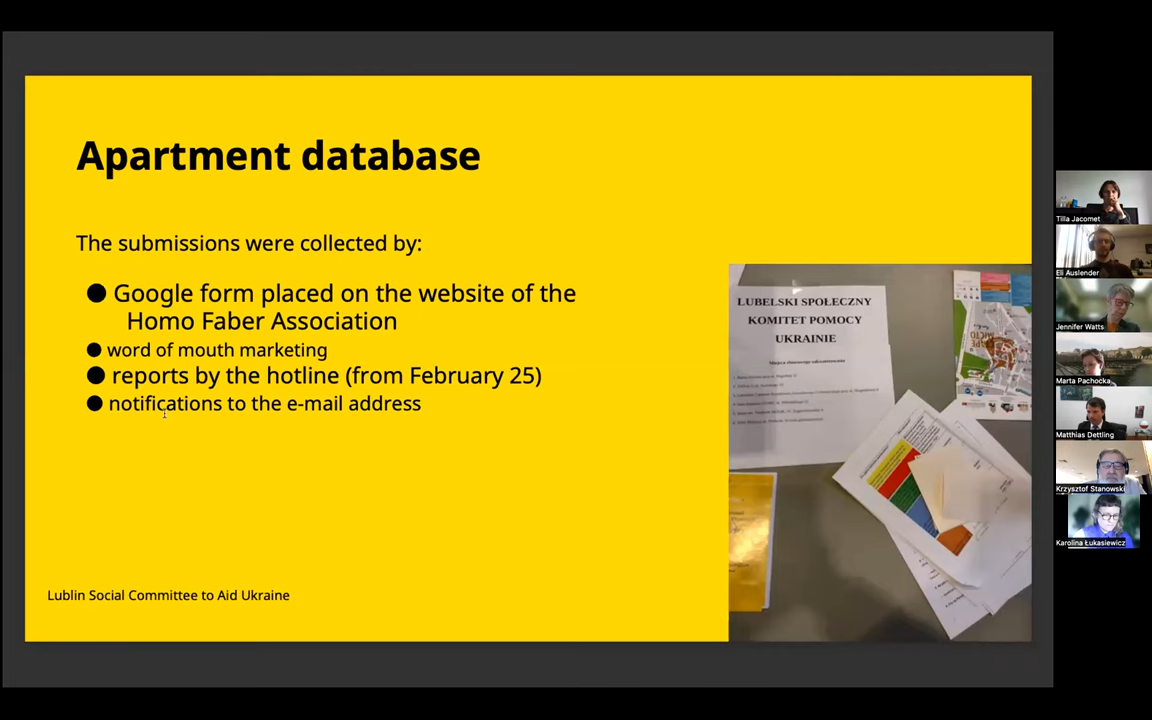 Apartment database
The submissions were collected by:
● Google form placed on the website of the
Homo Faber Association
● word of mouth marketing
● reports by the hotline (from February 25)
● notifications to the e-mail address
Lublin Social Committee to Aid Ukraine
LUBELSKI SPOŁECZNY
KOMITET POMOCY
UKRAINIE
Tilla Jacomet
Eli Auslender
Jennifer Watts
Marta Pachocka
Matthias Dettling
Krzysztof Stanowski
Karolina Łukasiewicz